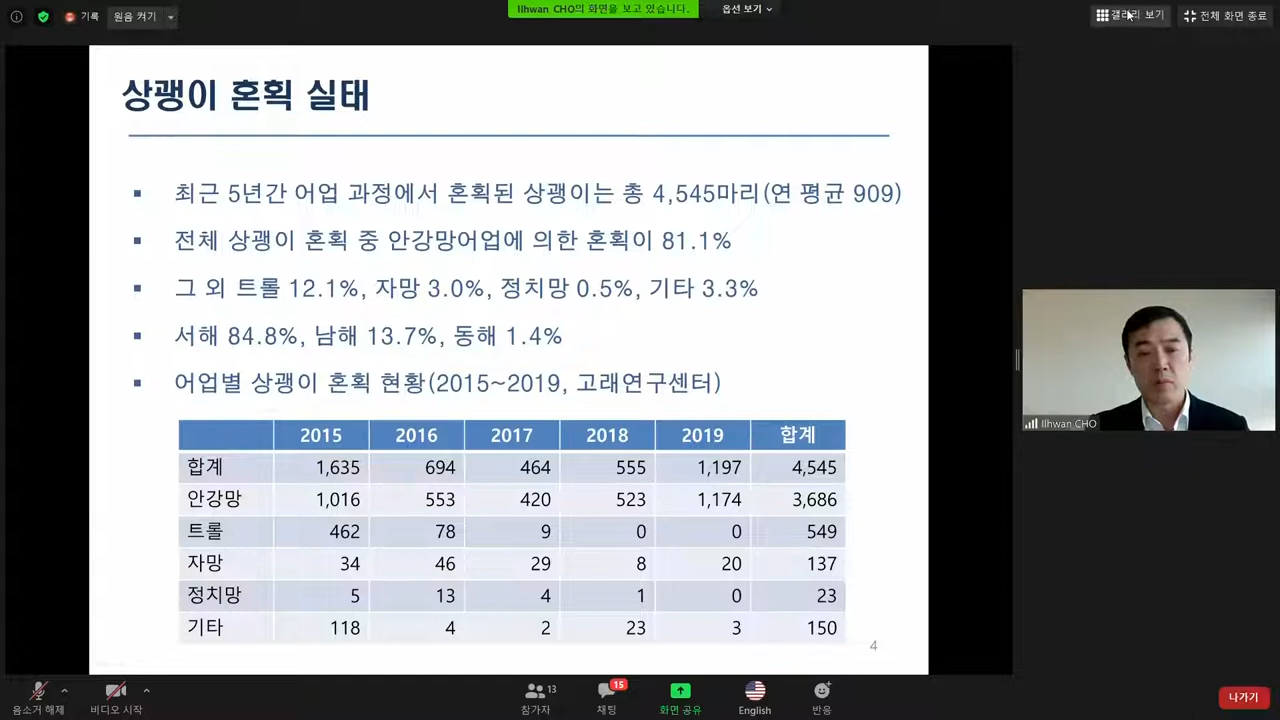 기록
원음 켜기
Ilhwan CHO의 화면을 보고 있습니다.
옵션 보기
갤러리 보기
전체 화면 종료
상괭이 혼획 실태
최근 5년간 어업 과정에서 혼획된 상괭이는 총 4,545마리(연 평균 909)
전체 상괭이 혼획 중 안강망어업에 의한 혼획이 81.1%
그 외 트롤 12.1%, 자망 3.0%, 정치망 0.5%, 기타 3.3%
서해 84.8%, 남해 13.7%, 동해 1.4%
어업별 상괭이 혼획 현황(2015~2019, 고래연구센터)
2015 2016 2017 2018 2019 합계
합계 1,635 694 464 555 1,197 4,545
안강망 1,016 553 420 523 1,174 3,686
트롤 462 78 9 0 0 549
자망 34 46 29 8 20 137
정치망 5 13 4 1 0 23
기타 118 4 2 23 3 150
4
Ilhwan CHO
음소거 해제
비디오 시작
13
참가자
15
채팅
화면 공유
English
반응
나가기